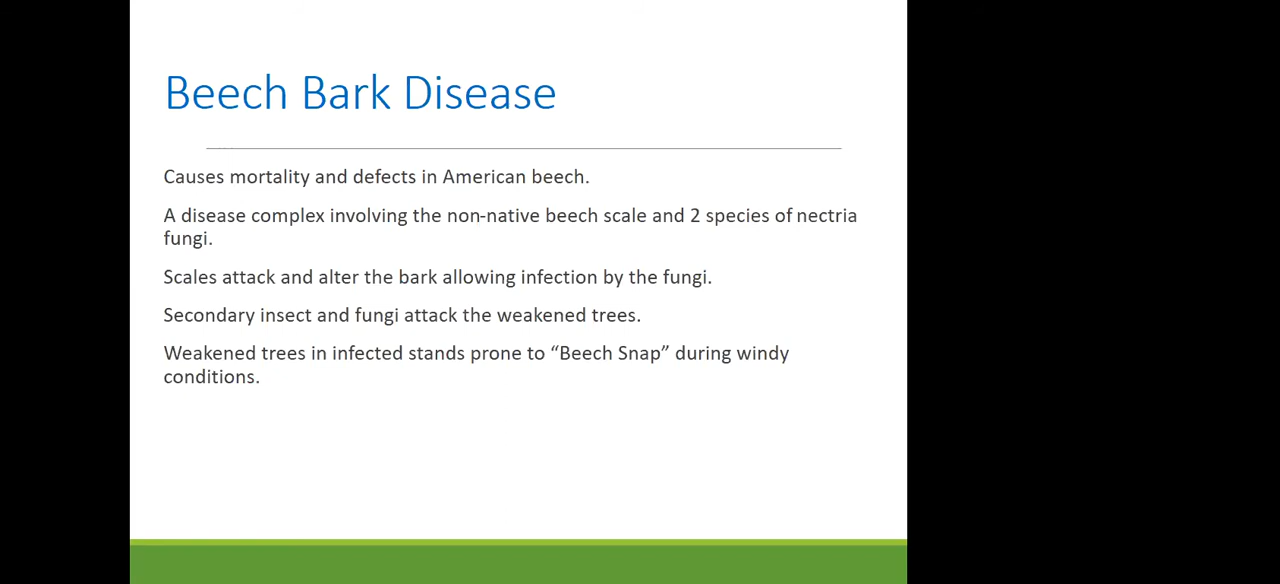 Beech Bark Disease
Causes mortality and defects in American beech.
A disease complex involving the non-native beech scale and 2 species of nectria
fungi.
Scales attack and alter the bark allowing infection by the fungi.
Secondary insect and fungi attack the weakened trees.
Weakened trees in infected stands prone to “Beech Snap” during windy
conditions.